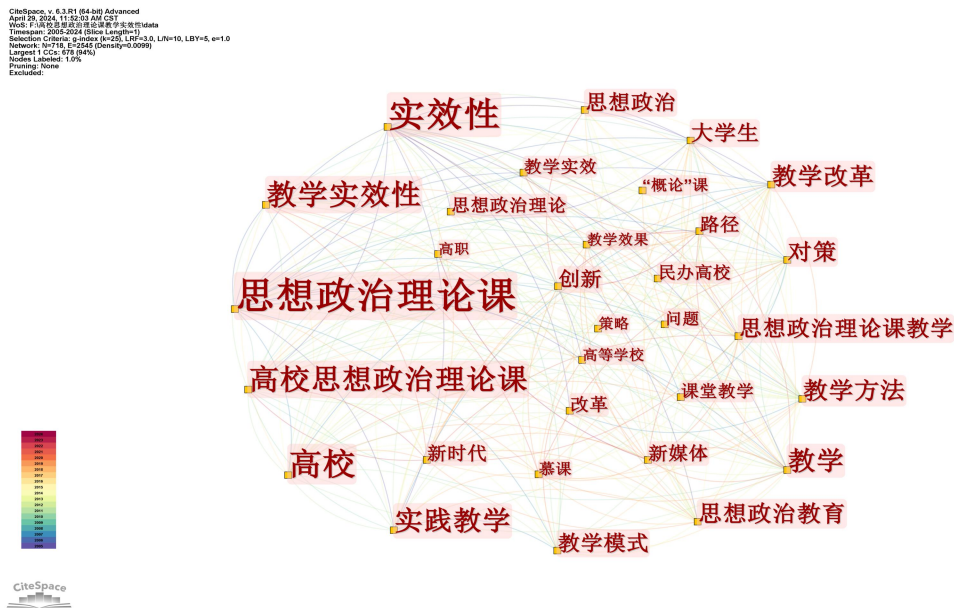 CiteSpace, v. 6.3.R1 (64-bit) Advanced
April 29, 2024, 11:52:03 AM CST
WoS: F:\高校思想政治理论课教学实效性\data
Timespan: 2005-2024 (Slice Length=1)
Selection Criteria: g-index (k=25), LRF=3.0, L/N=10, LBY=5, e=1.0
Network: N=718, E=2545 (Density=0.0099)
Largest 1 CCs: 678 (94%)
Nodes Labeled: 1.0%
Pruning: None
Excluded:
实效性
思想政治
大学生
教学实效
教学改革
“概论”课
教学实效性
思想政治理论
路径
教学效果
高职
对策
民办高校
创新
思想政治理论课
问题
策略
思想政治理论课教学
高等学校
高校思想政治理论课
课堂教学
教学方法
改革
新时代
新媒体
高校
教学
慕课
思想政治教育
实践教学
教学模式
CiteSpace